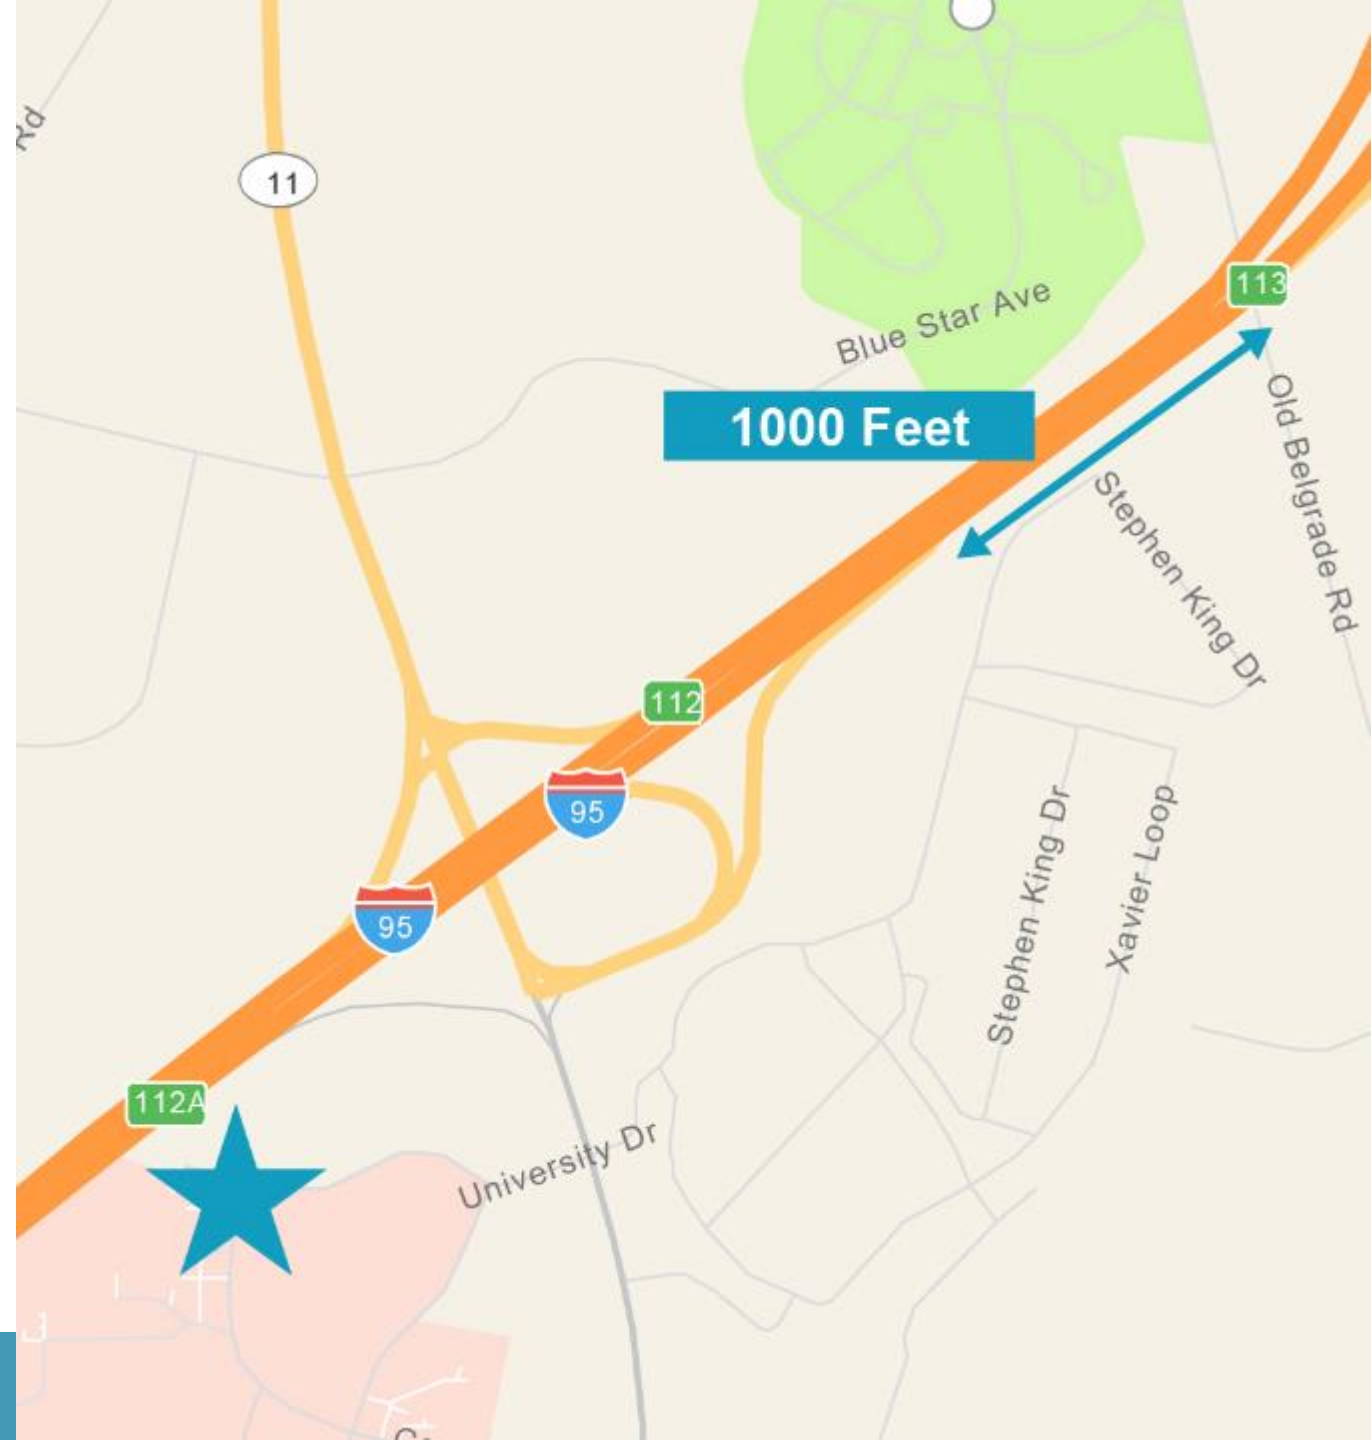 Rd
11
113
Blue Star Ave
1000 Feet
Old Belgrade Rd
Stephen King Dr
112
95
Stephen King Dr
Xavier Loop
95
112A
University Dr